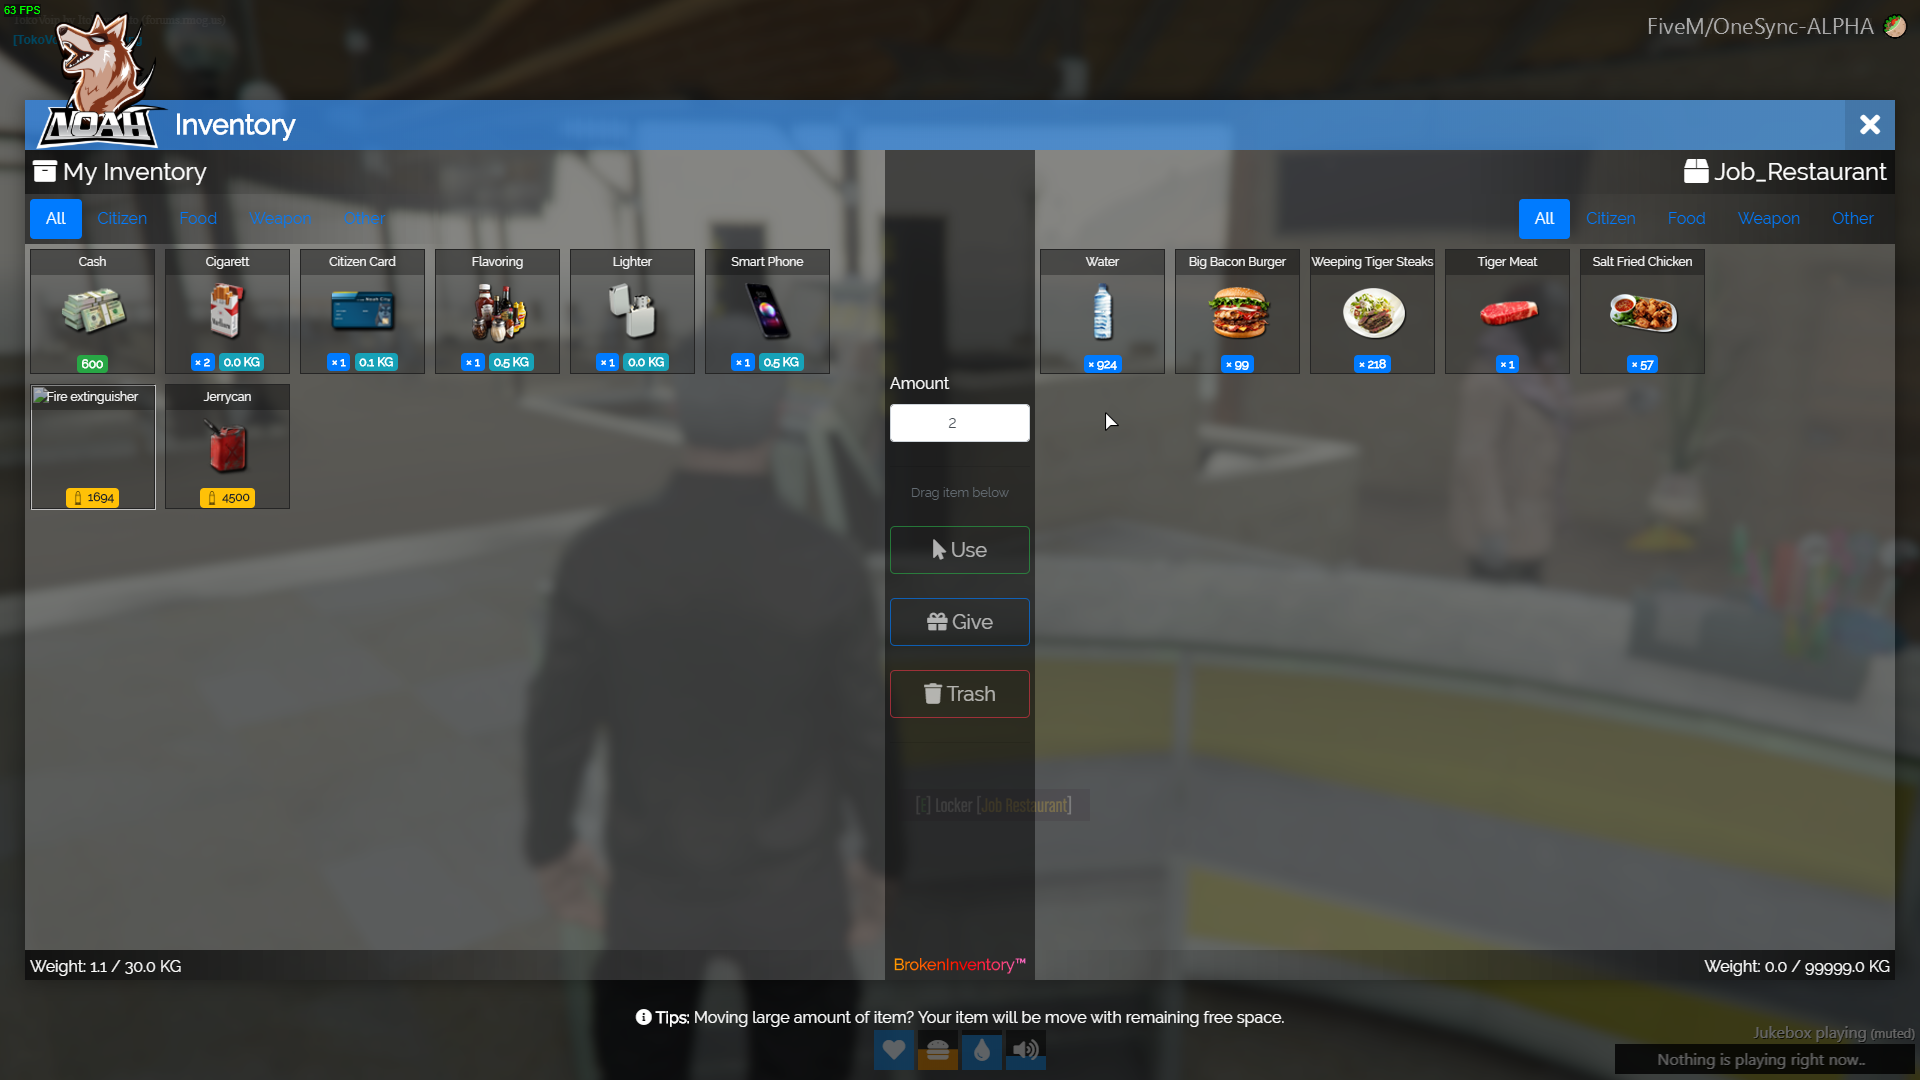 63 FPS
FiveM/OneSync-ALPHA
NOAH
Inventory
My Inventory
Job_Restaurant
All Citizen Food Weapon Other
All Citizen Food Weapon Other
Cash
600
Cigarett
× 2 0.0 KG
Citizen Card
× 1 0.1 KG
Flavoring
× 1 0.5 KG
Lighter
× 1 0.0 KG
Smart Phone
× 1 0.5 KG
Fire extinguisher
1694
Jerrycan
4500
Amount
2
Drag item below
Use
Give
Trash
[E] Locker [Job Restaurant]
BrokenInventory™
Water
× 924
Big Bacon Burger
× 99
Weeping Tiger Steaks
× 218
Tiger Meat
× 1
Salt Fried Chicken
× 57
Weight: 1.1 / 30.0 KG
Weight: 0.0 / 99999.0 KG
Tips: Moving large amount of item? Your item will be move with remaining free space.
Jukebox playing (muted)
Nothing is playing right now..